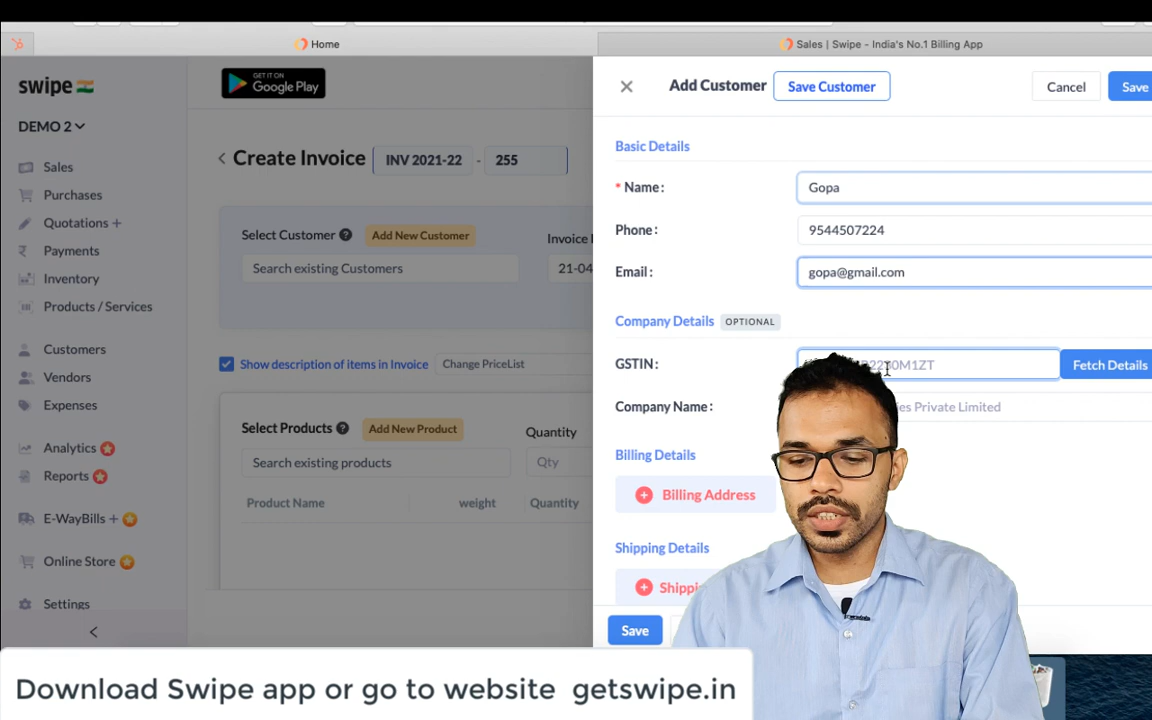 Home
Sales | Swipe - India's No.1 Billing App
swipe
GET IT ON
Google Play
Add Customer
Save Customer
Cancel
Save
DEMO 2
Basic Details
Sales
Create Invoice
INV 2021-22 - 255
* Name :
Gopa
Purchases
Quotations +
Select Customer
Add New Customer
Invoice
Phone :
9544507224
Payments
Search existing Customers
21-04
Email :
gopa@gmail.com
Inventory
Products / Services
Company Details OPTIONAL
Customers
Show description of items in Invoice
Change PriceList
GSTIN :
Fetch Details
Vendors
Expenses
Company Name :
Private Limited
Select Products
Add New Product
Quantity
Analytics
Billing Details
Reports
Search existing products
Qty
Billing Address
Product Name
weight
Quantity
E-WayBills +
Shipping Details
Online Store
Settings
Save
Download Swipe app or go to website getswipe.in